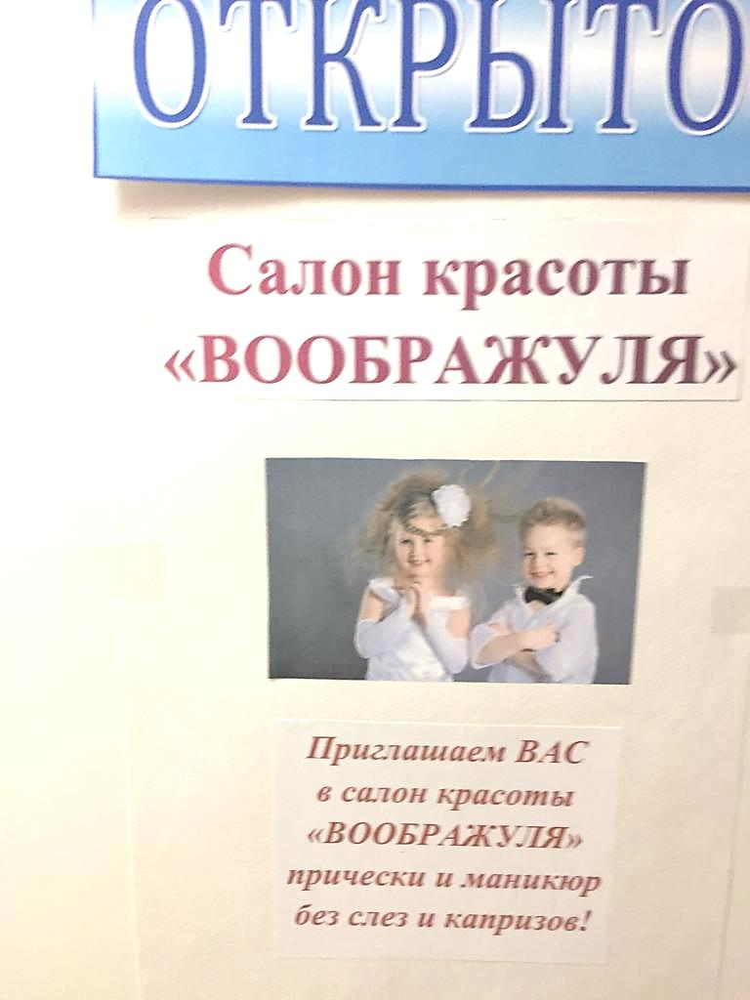 ОТКРЫТО
Салон красоты
«ВООБРАЖУЛЯ»
Приглашаем ВАС
в салон красоты
«ВООБРАЖУЛЯ»
прически и маникюр
без слез и капризов!